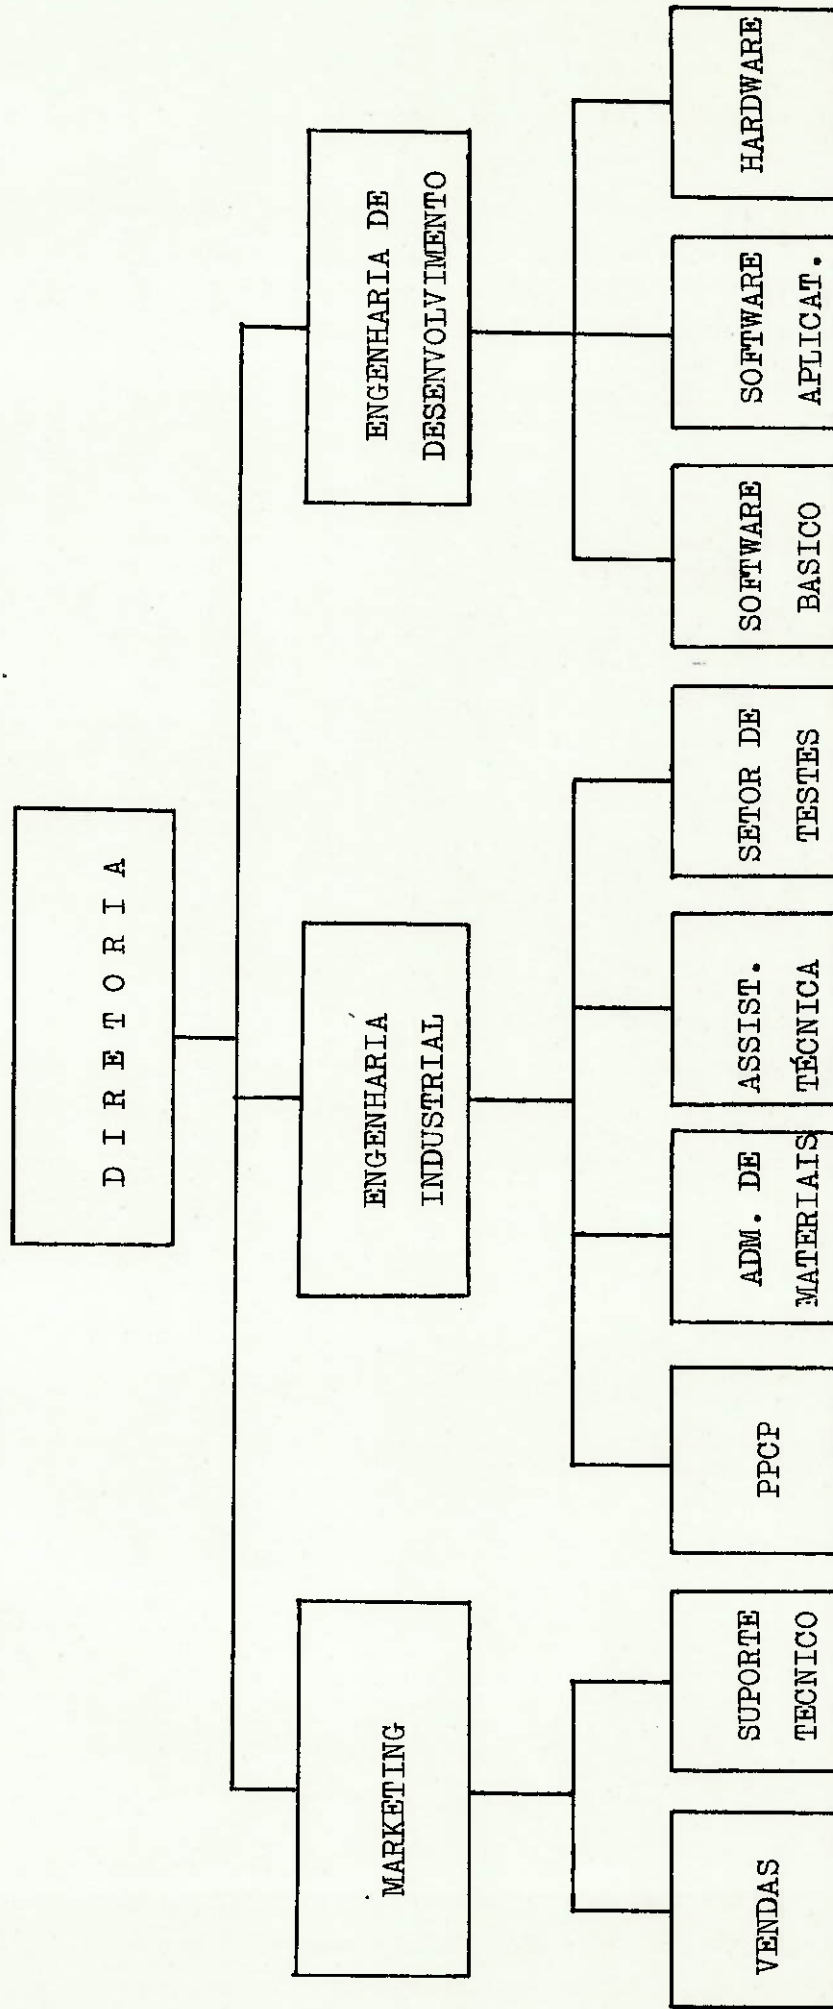 D I R E T O R I A
MARKETING
ENGENHARIA
INDUSTRIAL
ENGENHARIA DE
DESENVOLVIMENTO
VENDAS
SUPORTE
TECNICO
PPCP
ADM. DE
MATERIAIS
ASSIST.
TÉCNICA
SETOR DE
TESTES
SOFTWARE
BASICO
SOFTWARE
APLICAT.
HARDWARE